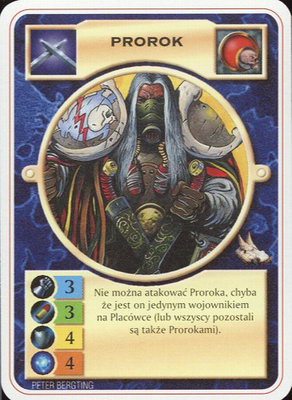 PROROK
3
3
4
4
Nie można atakować Proroka, chyba
że jest on jedynym wojownikiem
na Placówce (lub wszyscy pozostali
są także Prorokami).
PETER BERGTING